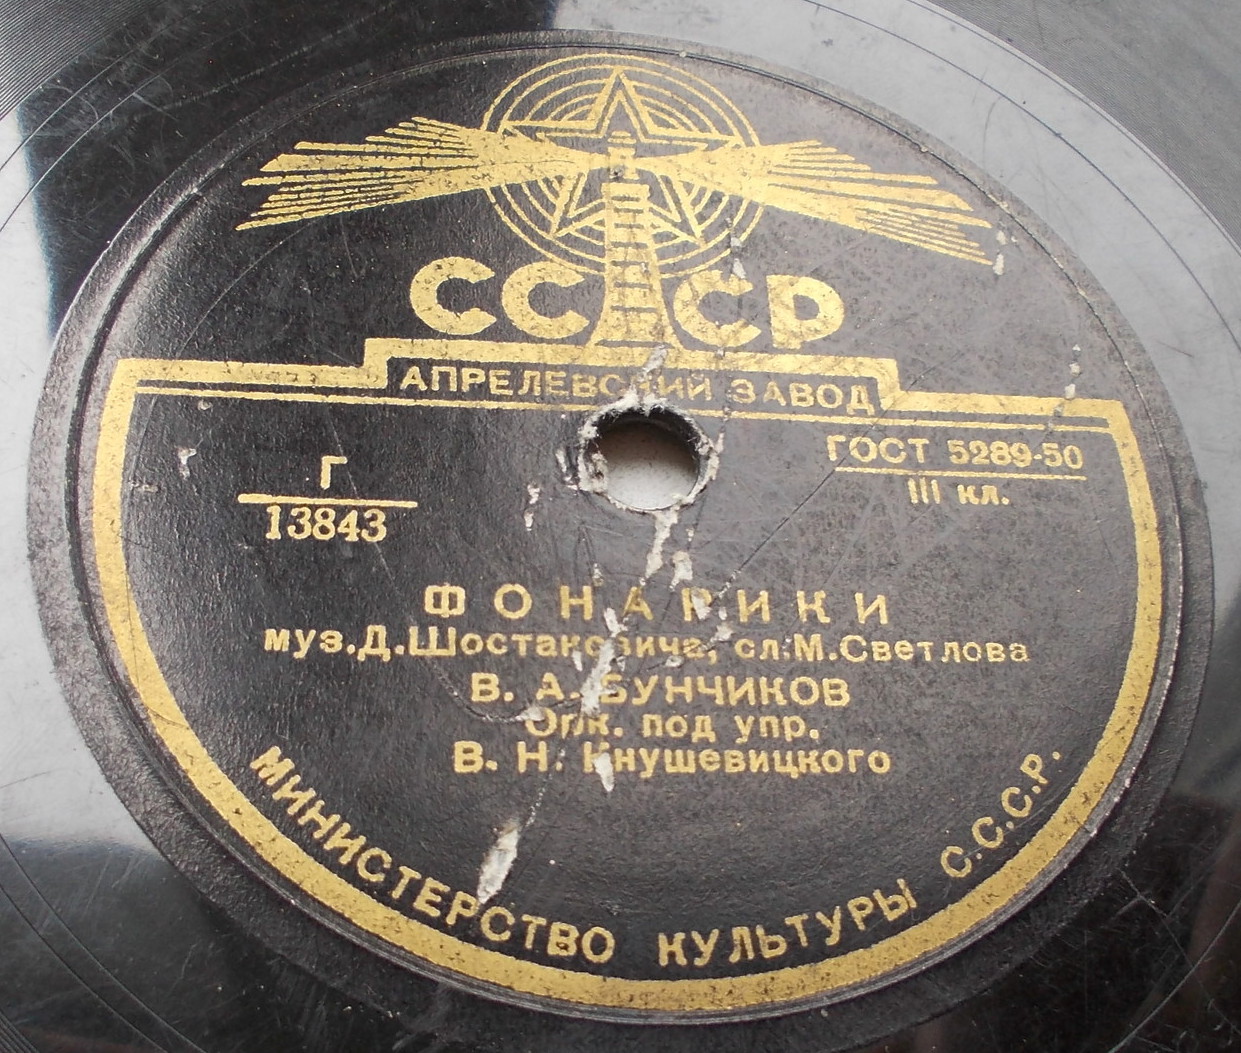 СССР
АПРЕЛЕВСКИЙ ЗАВОД
Г
13843
ГОСТ 5289-50
III кл.
ФОНАРИКИ
муз.Д.Шостаковича, сл.М.Светлова
В. А. БУНЧИКОВ
Орк. под упр.
В. Н. Кнушевицкого
МИНИСТЕРСТВО КУЛЬТУРЫ С.С.С.Р.